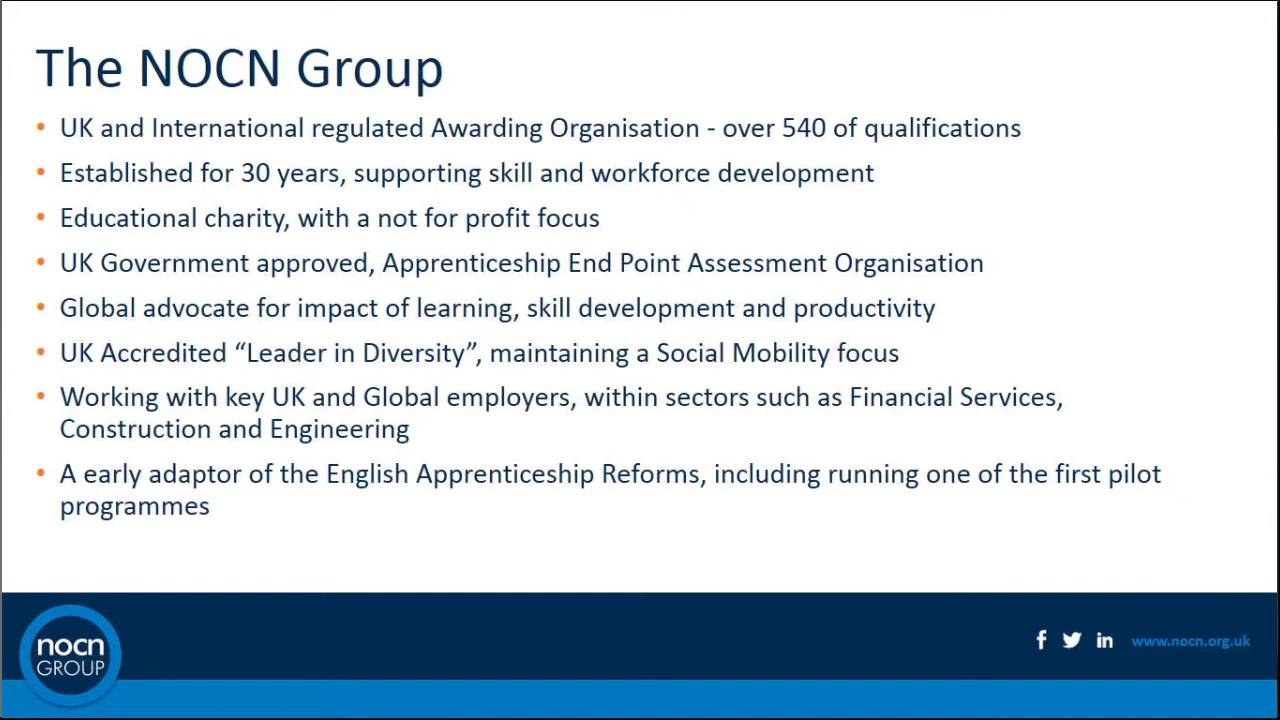 The NOCN Group
• UK and International regulated Awarding Organisation - over 540 of qualifications
• Established for 30 years, supporting skill and workforce development
• Educational charity, with a not for profit focus
• UK Government approved, Apprenticeship End Point Assessment Organisation
• Global advocate for impact of learning, skill development and productivity
• UK Accredited “Leader in Diversity”, maintaining a Social Mobility focus
• Working with key UK and Global employers, within sectors such as Financial Services,
Construction and Engineering
• A early adaptor of the English Apprenticeship Reforms, including running one of the first pilot
programmes
nocn
GROUP
www.nocn.org.uk